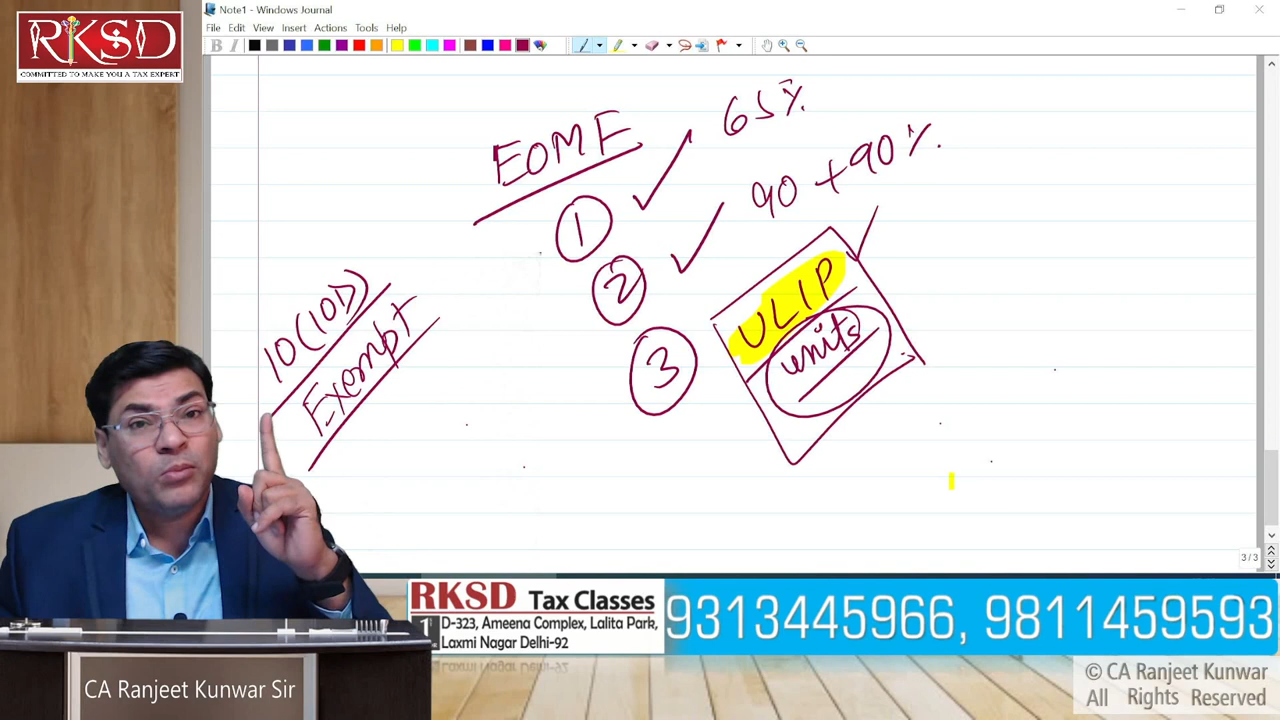 RKSD
COMMITTED TO MAKE YOU A TAX EXPERT
Note1 - Windows Journal
File Edit View Insert Actions Tools Help
B I
EOMF
1 65%
2 90 + 90%
3 ULIP
units
10(10D)
Exempt
3 / 3
RKSD Tax Classes
D-323, Ameena Complex, Lalita Park,
Laxmi Nagar Delhi-92
9313445966, 9811459593
CA Ranjeet Kunwar Sir
© CA Ranjeet Kunwar
All Rights Reserved